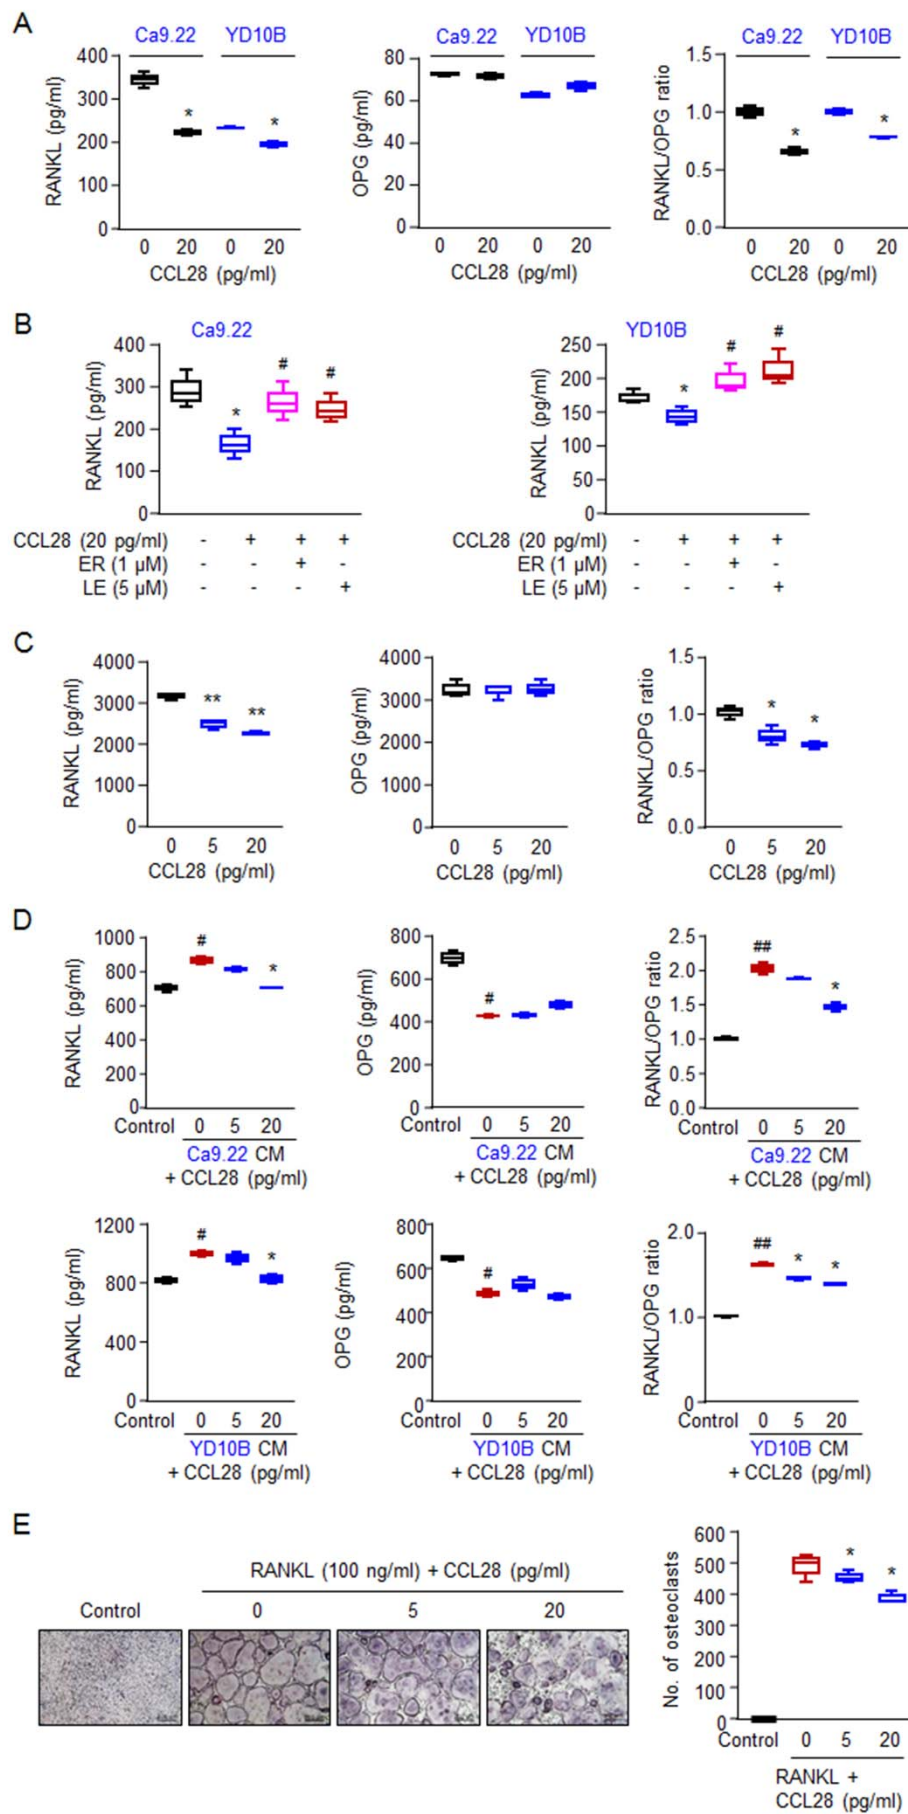 A
Ca9.22 YD10B
RANKL (pg/ml)
400
300
200
100
0
* *
0 20 0 20
CCL28 (pg/ml)
Ca9.22 YD10B
OPG (pg/ml)
80
60
40
20
0
0 20 0 20
CCL28 (pg/ml)
Ca9.22 YD10B
RANKL/OPG ratio
1.5
1.0
0.5
0.0
* *
0 20 0 20
CCL28 (pg/ml)
B
Ca9.22
RANKL (pg/ml)
400
300
200
100
0
* # #
CCL28 (20 pg/ml) - + + +
ER (1 µM) - - + -
LE (5 µM) - - - +
YD10B
RANKL (pg/ml)
250
200
150
100
50
0
* # #
CCL28 (20 pg/ml) - + + +
ER (1 µM) - - + -
LE (5 µM) - - - +
C
RANKL (pg/ml)
4000
3000
2000
1000
0
** **
0 5 20
CCL28 (pg/ml)
OPG (pg/ml)
4000
3000
2000
1000
0
0 5 20
CCL28 (pg/ml)
RANKL/OPG ratio
1.5
1.0
0.5
0.0
* *
0 5 20
CCL28 (pg/ml)
D
RANKL (pg/ml)
1000
800
600
400
200
0
# *
Control 0 5 20
Ca9.22 CM
+ CCL28 (pg/ml)
OPG (pg/ml)
800
600
400
200
0
#
Control 0 5 20
Ca9.22 CM
+ CCL28 (pg/ml)
RANKL/OPG ratio
2.5
2.0
1.5
1.0
0.5
0.0
## *
Control 0 5 20
Ca9.22 CM
+ CCL28 (pg/ml)
RANKL (pg/ml)
1200
800
400
0
# *
Control 0 5 20
YD10B CM
+ CCL28 (pg/ml)
OPG (pg/ml)
800
600
400
200
0
#
Control 0 5 20
YD10B CM
+ CCL28 (pg/ml)
RANKL/OPG ratio
2.0
1.0
0
## * *
Control 0 5 20
YD10B CM
+ CCL28 (pg/ml)
E
RANKL (100 ng/ml) + CCL28 (pg/ml)
Control 0 5 20
No. of osteoclasts
600
500
400
300
200
100
0
* *
Control 0 5 20
RANKL +
CCL28 (pg/ml)